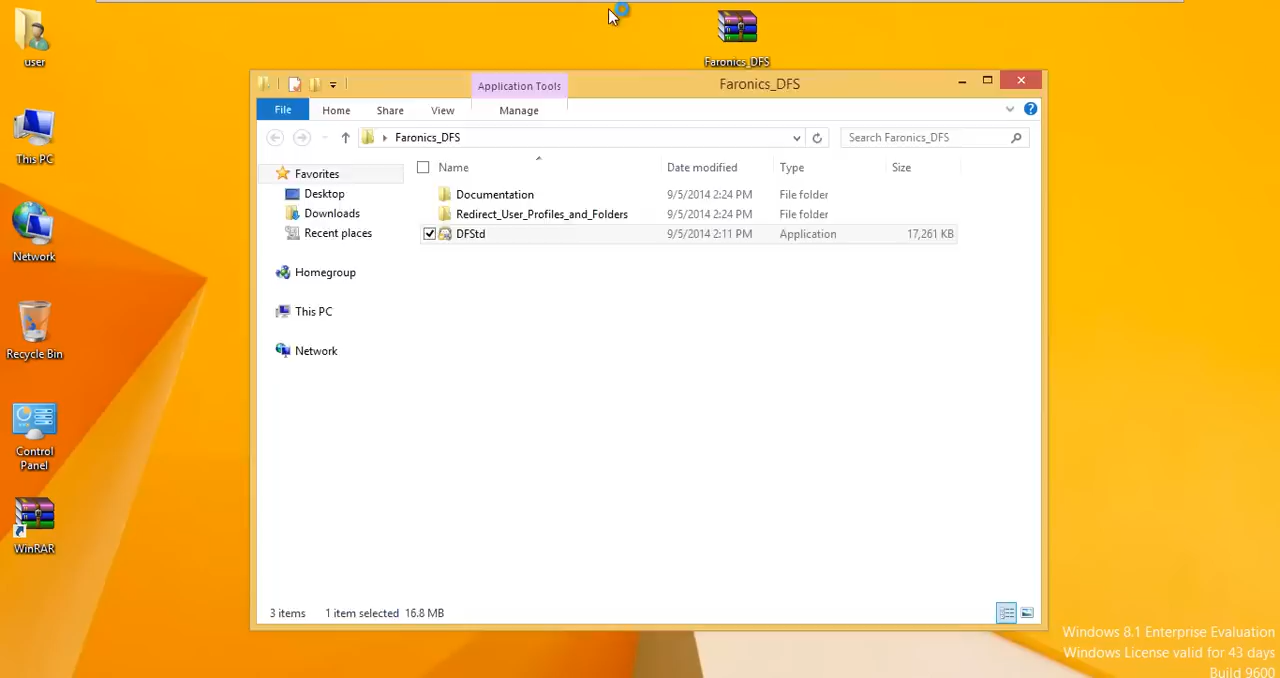 user
Faronics_DFS
Application Tools
Faronics_DFS
File
Home
Share
View
Manage
Faronics_DFS
Search Faronics_DFS
This PC
Favorites
Name
Date modified
Type
Size
Desktop
Documentation
9/5/2014 2:24 PM
File folder
Downloads
Redirect_User_Profiles_and_Folders
9/5/2014 2:24 PM
File folder
Recent places
DFStd
9/5/2014 2:11 PM
Application
17,261 KB
Network
Homegroup
This PC
Network
Recycle Bin
Control
Panel
WinRAR
3 items
1 item selected 16.8 MB
Windows 8.1 Enterprise Evaluation
Windows License valid for 43 days
Build 9600